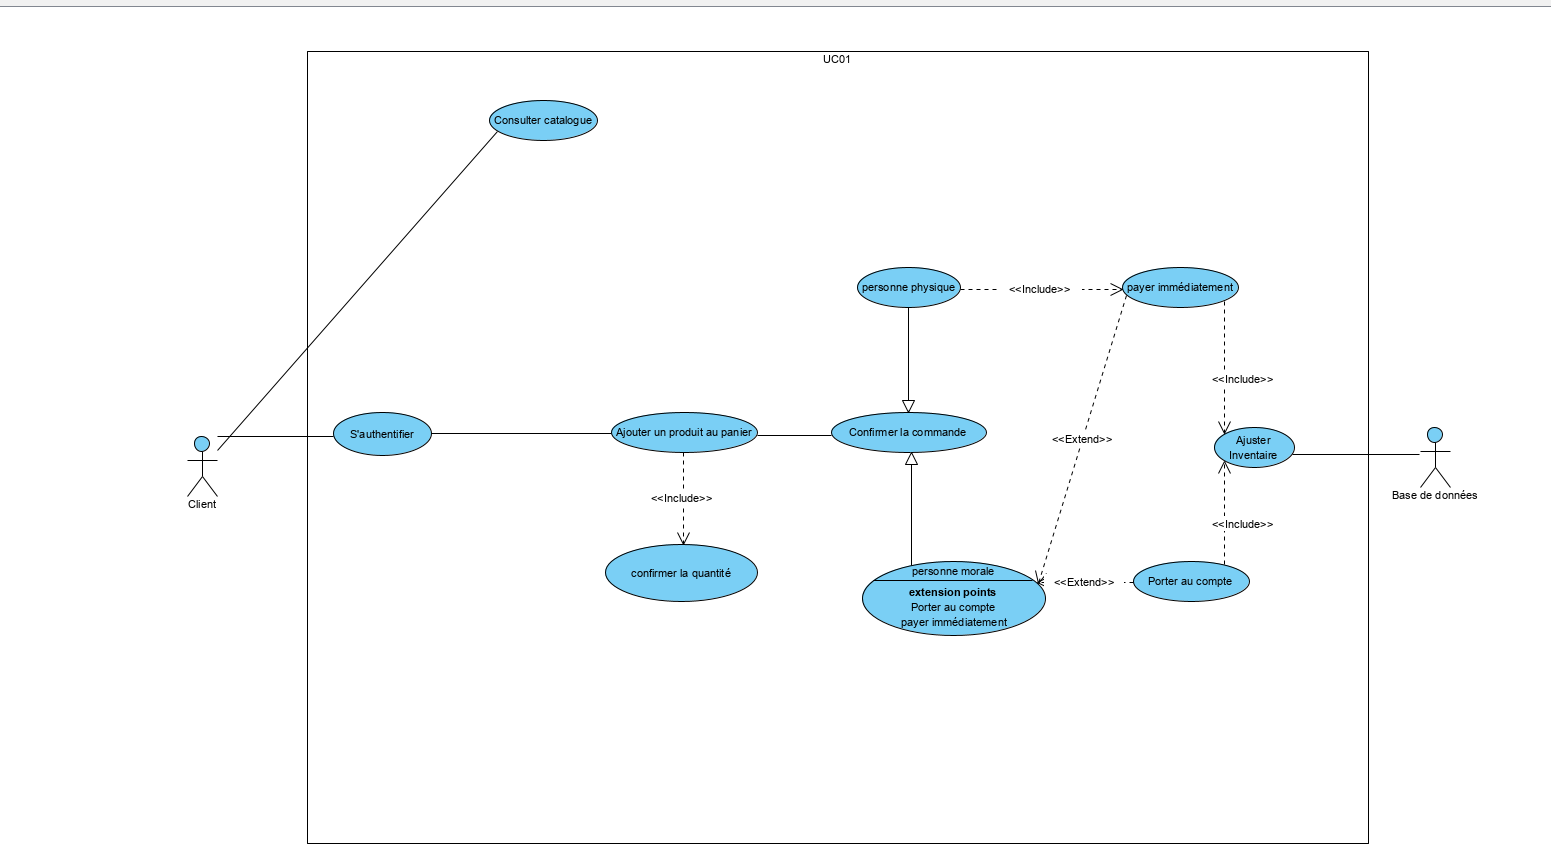 UC01
Consulter catalogue
personne physique
<<Include>>
payer immédiatement
<<Include>>
S'authentifier
Ajouter un produit au panier
Confirmer la commande
<<Extend>>
Ajuster
Inventaire
Client
Base de données
<<Include>>
<<Include>>
confirmer la quantité
personne morale
extension points
Porter au compte
payer immédiatement
<<Extend>>
Porter au compte